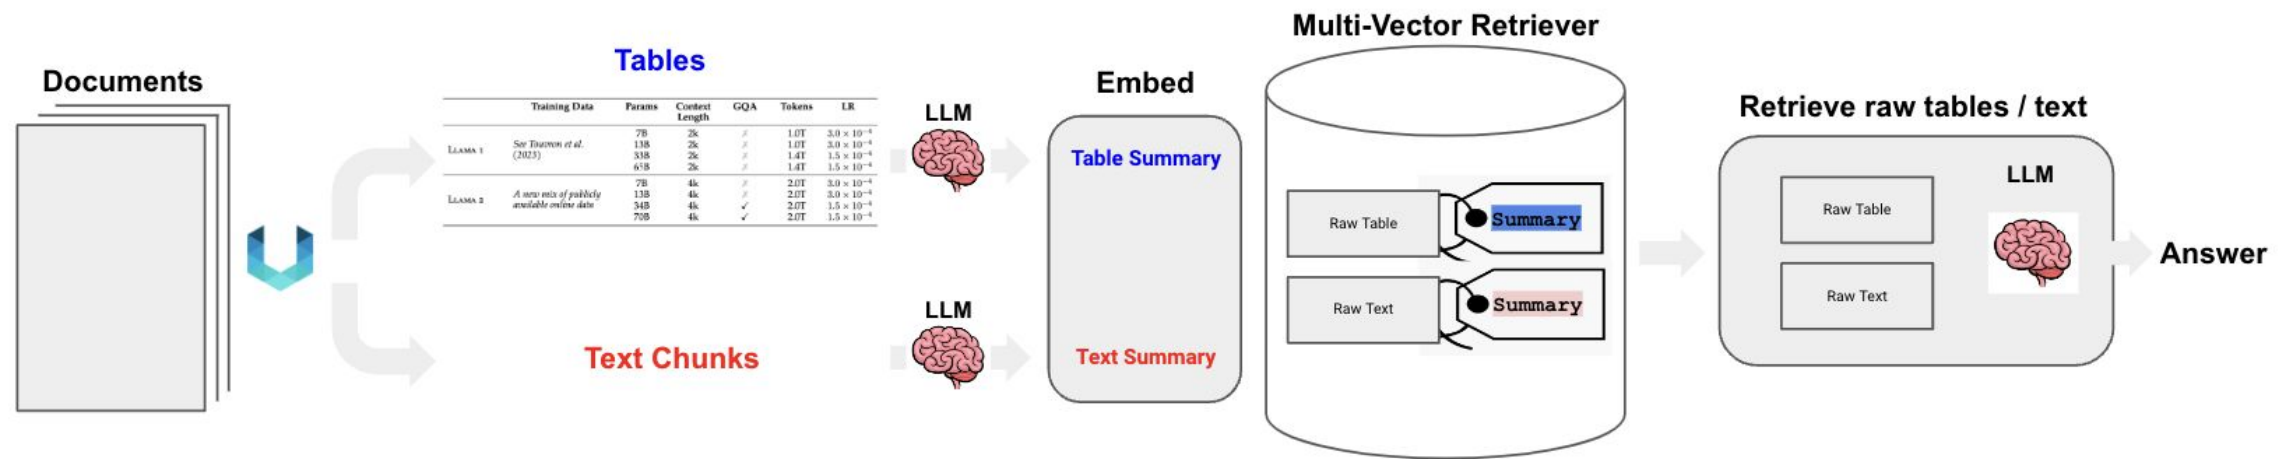 Documents
Tables
Training Data Params Context Length GQA Tokens LR
LLAMA 1 See Touvron et al. (2023)
7B 2k ✗ 1.0T 3.0 × 10⁻⁴
13B 2k ✗ 1.0T 3.0 × 10⁻⁴
33B 2k ✗ 1.4T 1.5 × 10⁻⁴
65B 2k ✗ 1.4T 1.5 × 10⁻⁴
LLAMA 2 A new mix of publicly available online data
7B 4k ✗ 2.0T 3.0 × 10⁻⁴
13B 4k ✗ 2.0T 3.0 × 10⁻⁴
34B 4k ✓ 2.0T 1.5 × 10⁻⁴
70B 4k ✓ 2.0T 1.5 × 10⁻⁴
Text Chunks
LLM
LLM
Embed
Table Summary
Text Summary
Multi-Vector Retriever
Raw Table
Summary
Raw Text
Summary
Retrieve raw tables / text
Raw Table
Raw Text
LLM
Answer